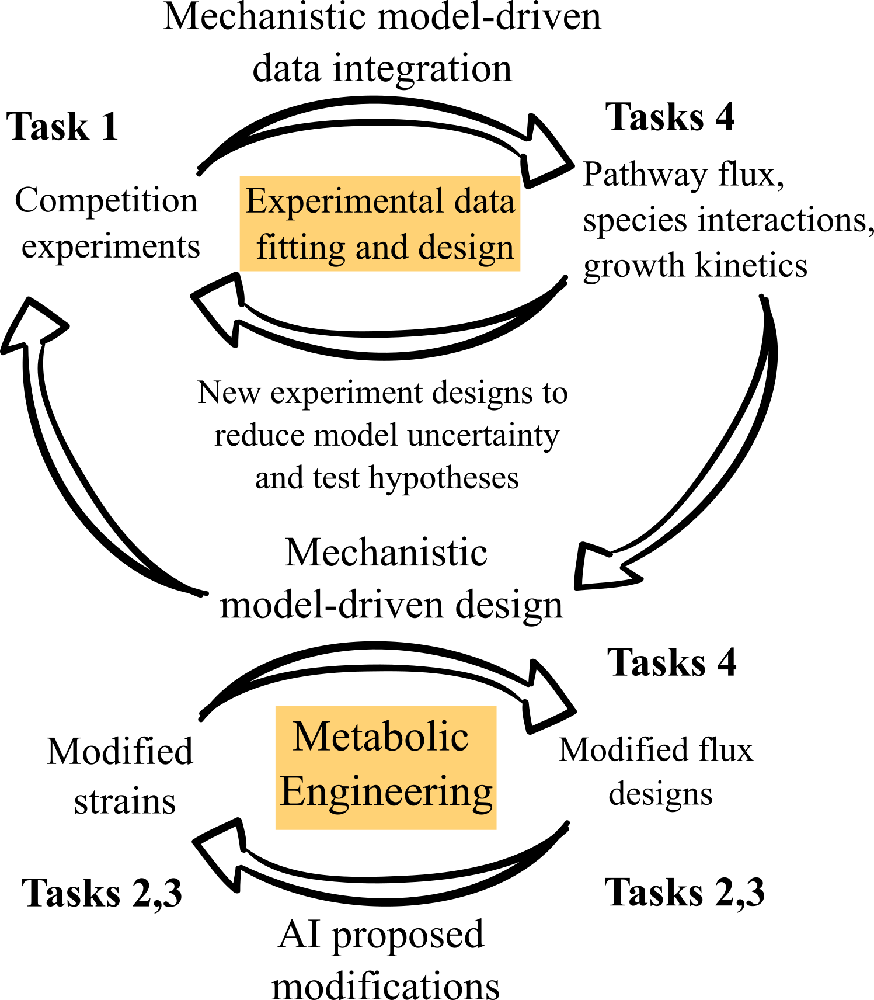 Mechanistic model-driven
data integration
Task 1
Tasks 4
Competition
experiments
Experimental data
fitting and design
Pathway flux,
species interactions,
growth kinetics
New experiment designs to
reduce model uncertainty
and test hypotheses
Mechanistic
model-driven design
Tasks 4
Modified
strains
Metabolic
Engineering
Modified flux
designs
Tasks 2,3
Tasks 2,3
AI proposed
modifications